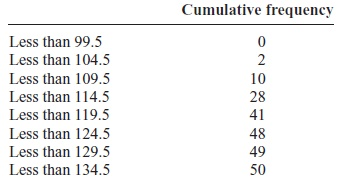 Cumulative frequency
Less than 99.5 0
Less than 104.5 2
Less than 109.5 10
Less than 114.5 28
Less than 119.5 41
Less than 124.5 48
Less than 129.5 49
Less than 134.5 50